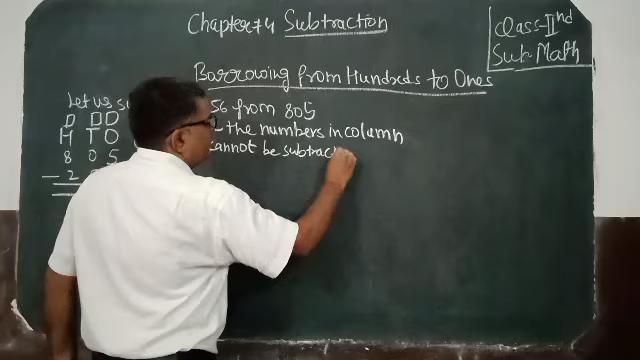 Chapter-4 Subtraction
Class-IInd
Sub-Math
Borrowing from Hundreds to Ones
Let us
56 from 805
the numbers in column
cannot be subtrac
H T O
8 0 5
- 2